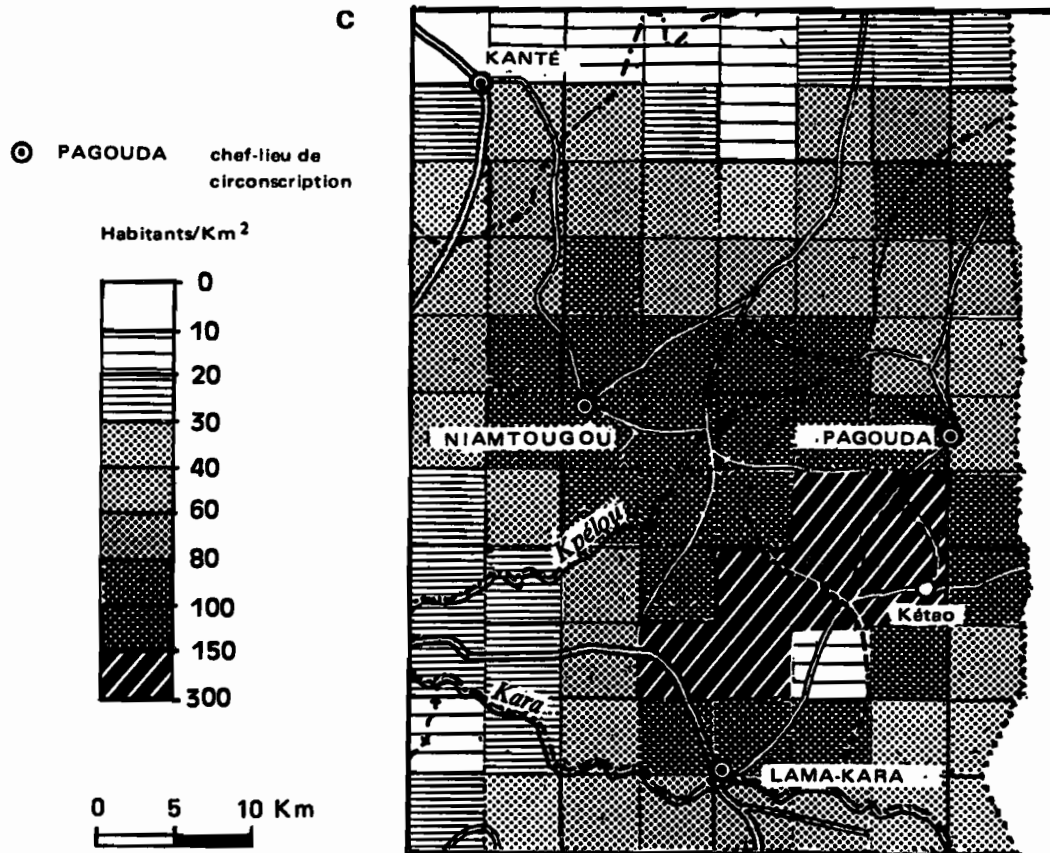 C
KANTÉ
PAGOUDA chef-lieu de
circonscription
Habitants/Km²
0
10
20
30
40
60
80
100
150
300
NIAMTOUGOU
PAGOUDA
Kpélou
Kétao
Kara
LAMA-KARA
0 5 10 Km